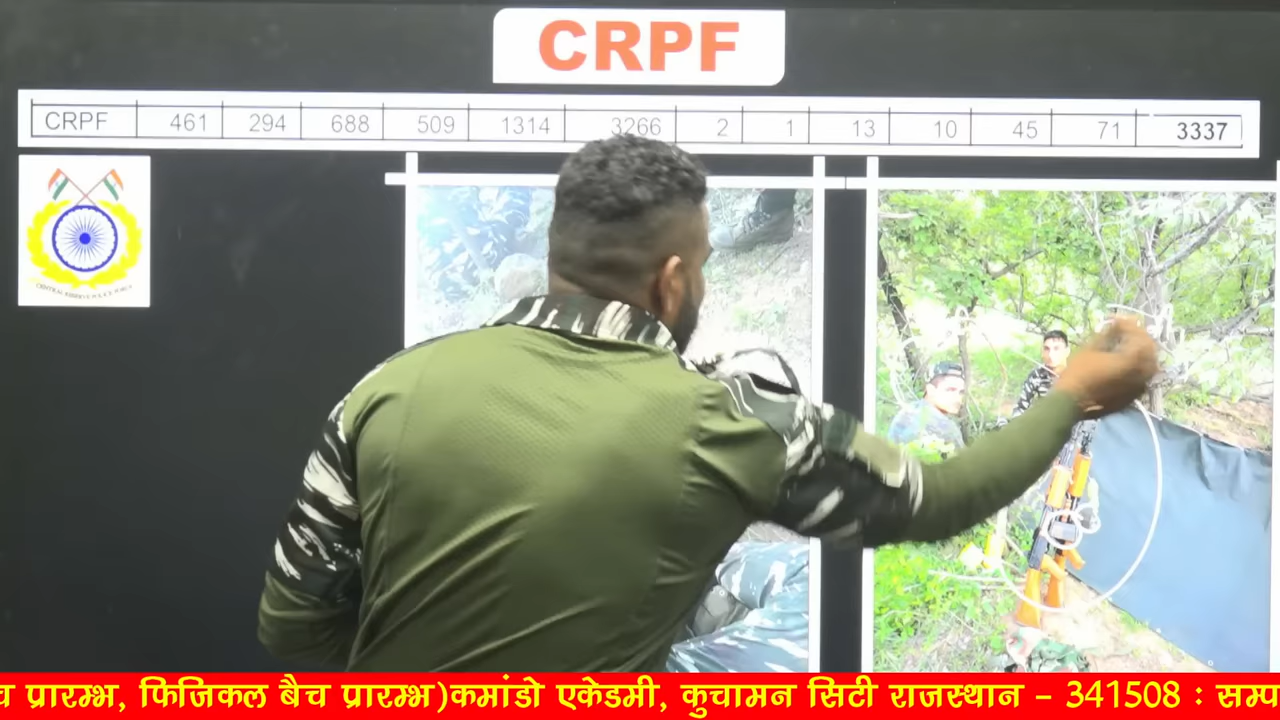 CRPF
CRPF 461 294 688 509 1314 3266 2 1 13 10 45 71 3337
प्रारम्भ, फिजिकल बैच प्रारम्भ)कमांडो एकेडमी, कुचामन सिटी राजस्थान - 341508 :